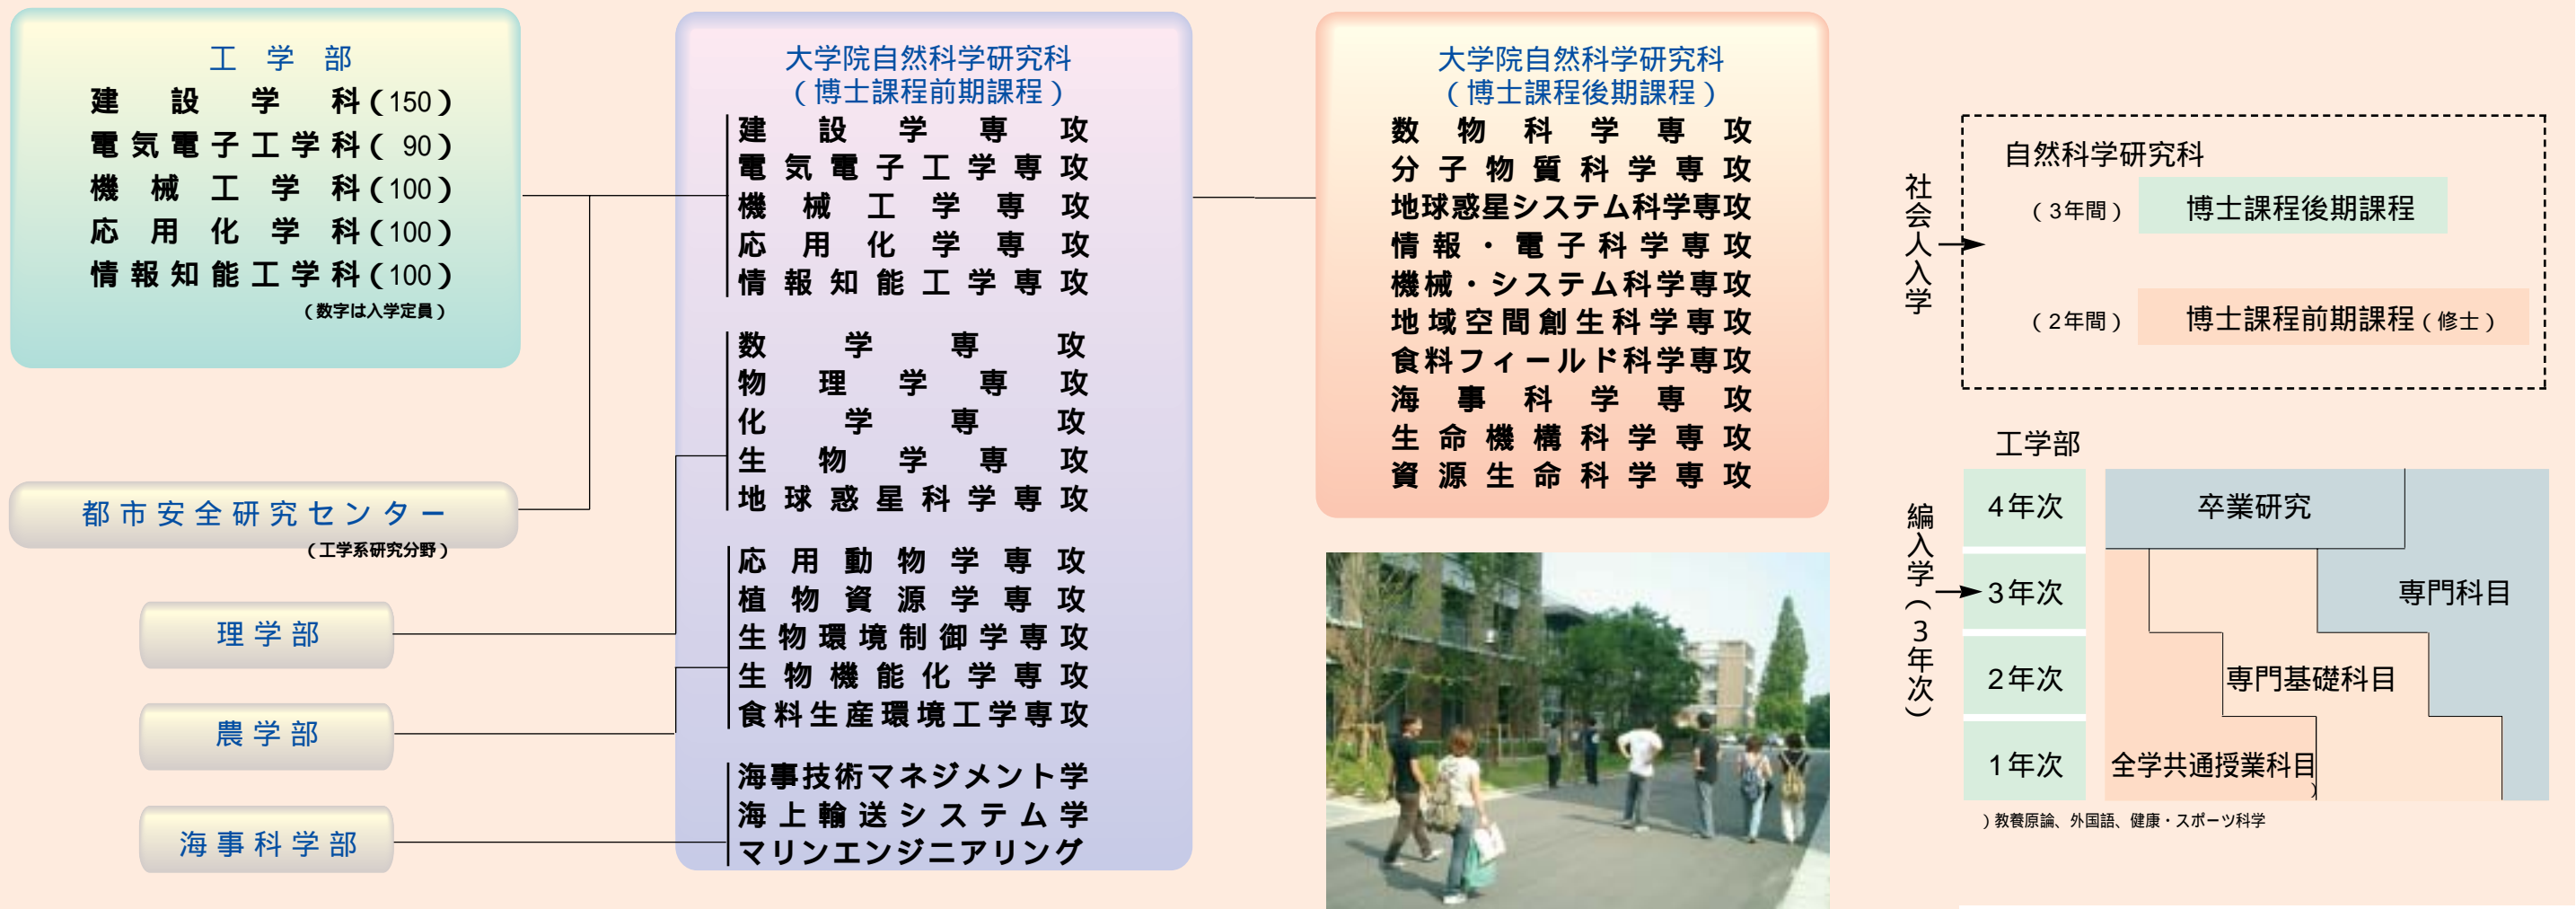 工学部
建設学科(150)
電気電子工学科( 90)
機械工学科(100)
応用化学科(100)
情報知能工学科(100)
(数字は入学定員)
都市安全研究センター
(工学系研究分野)
理学部
農学部
海事科学部
大学院自然科学研究科
(博士課程前期課程)
建設学専攻
電気電子工学専攻
機械工学専攻
応用化学専攻
情報知能工学専攻
数学専攻
物理学専攻
化学専攻
生物学専攻
地球惑星科学専攻
応用動物学専攻
植物資源学専攻
生物環境制御学専攻
生物機能化学専攻
食料生産環境工学専攻
海事技術マネジメント学
海上輸送システム学
マリンエンジニアリング
大学院自然科学研究科
(博士課程後期課程)
数物科学専攻
分子物質科学専攻
地球惑星システム科学専攻
情報・電子科学専攻
機械・システム科学専攻
地域空間創生科学専攻
食料フィールド科学専攻
海事科学専攻
生命機構科学専攻
資源生命科学専攻
社会人入学
自然科学研究科
(3年間) 博士課程後期課程
(2年間) 博士課程前期課程(修士)
工学部
編入学(3年次)
4年次
卒業研究
3年次
専門科目
2年次
専門基礎科目
1年次
全学共通授業科目
)
)教養原論、外国語、健康・スポーツ科学